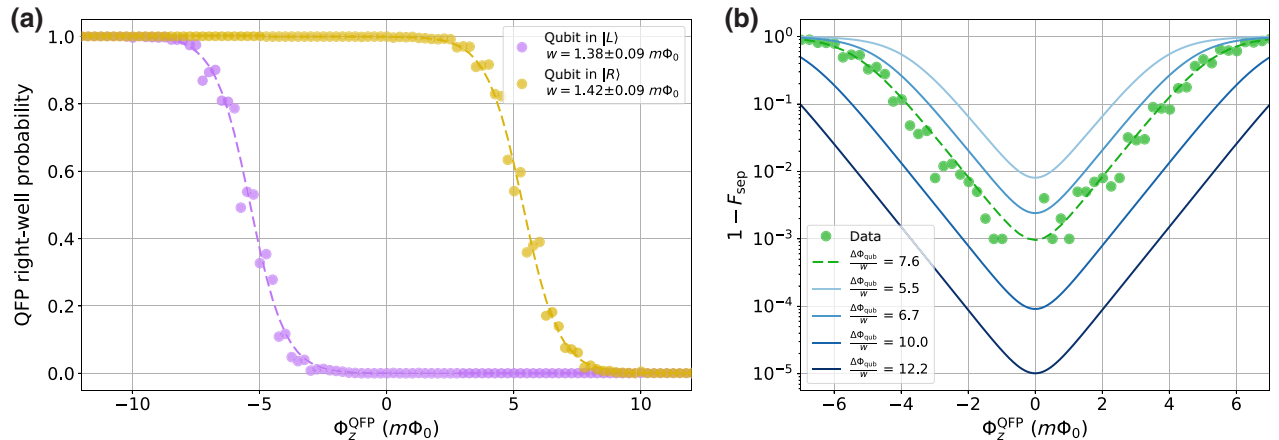 (a)
QFP right-well probability
1.0
0.8
0.6
0.4
0.2
0.0
Qubit in |L⟩
w = 1.38±0.09 mΦ₀
Qubit in |R⟩
w = 1.42±0.09 mΦ₀
−10
−5
0
5
10
Φ_z^QFP (mΦ₀)
(b)
1 − F_sep
10⁰
10⁻¹
10⁻²
10⁻³
10⁻⁴
10⁻⁵
Data
ΔΦ_qub/w = 7.6
ΔΦ_qub/w = 5.5
ΔΦ_qub/w = 6.7
ΔΦ_qub/w = 10.0
ΔΦ_qub/w = 12.2
−6
−4
−2
0
2
4
6
Φ_z^QFP (mΦ₀)